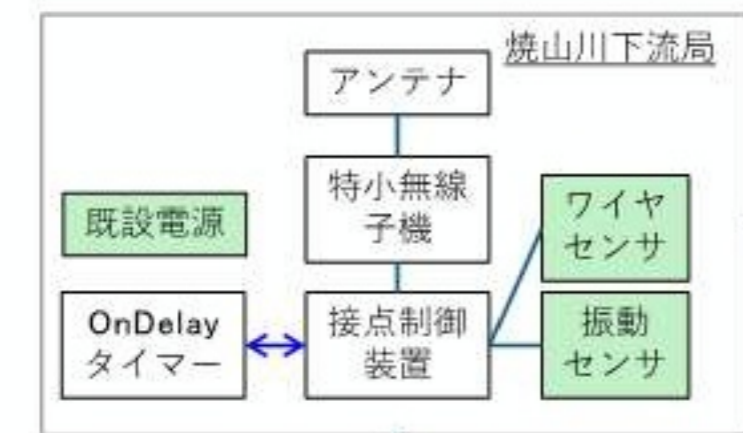 焼山川下流局
アンテナ
特小無線
子機
既設電源
ワイヤ
センサ
OnDelay
タイマー
接点制御
装置
振動
センサ